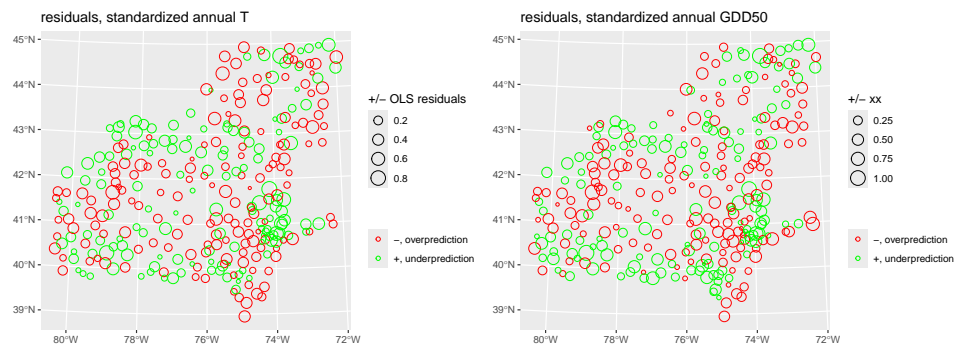 residuals, standardized annual T
45°N
44°N
43°N
42°N
41°N
40°N
39°N
80°W
78°W
76°W
74°W
72°W
+/− OLS residuals
0.2
0.4
0.6
0.8
−, overprediction
+, underprediction
residuals, standardized annual GDD50
45°N
44°N
43°N
42°N
41°N
40°N
39°N
80°W
78°W
76°W
74°W
72°W
+/− xx
0.25
0.50
0.75
1.00
−, overprediction
+, underprediction